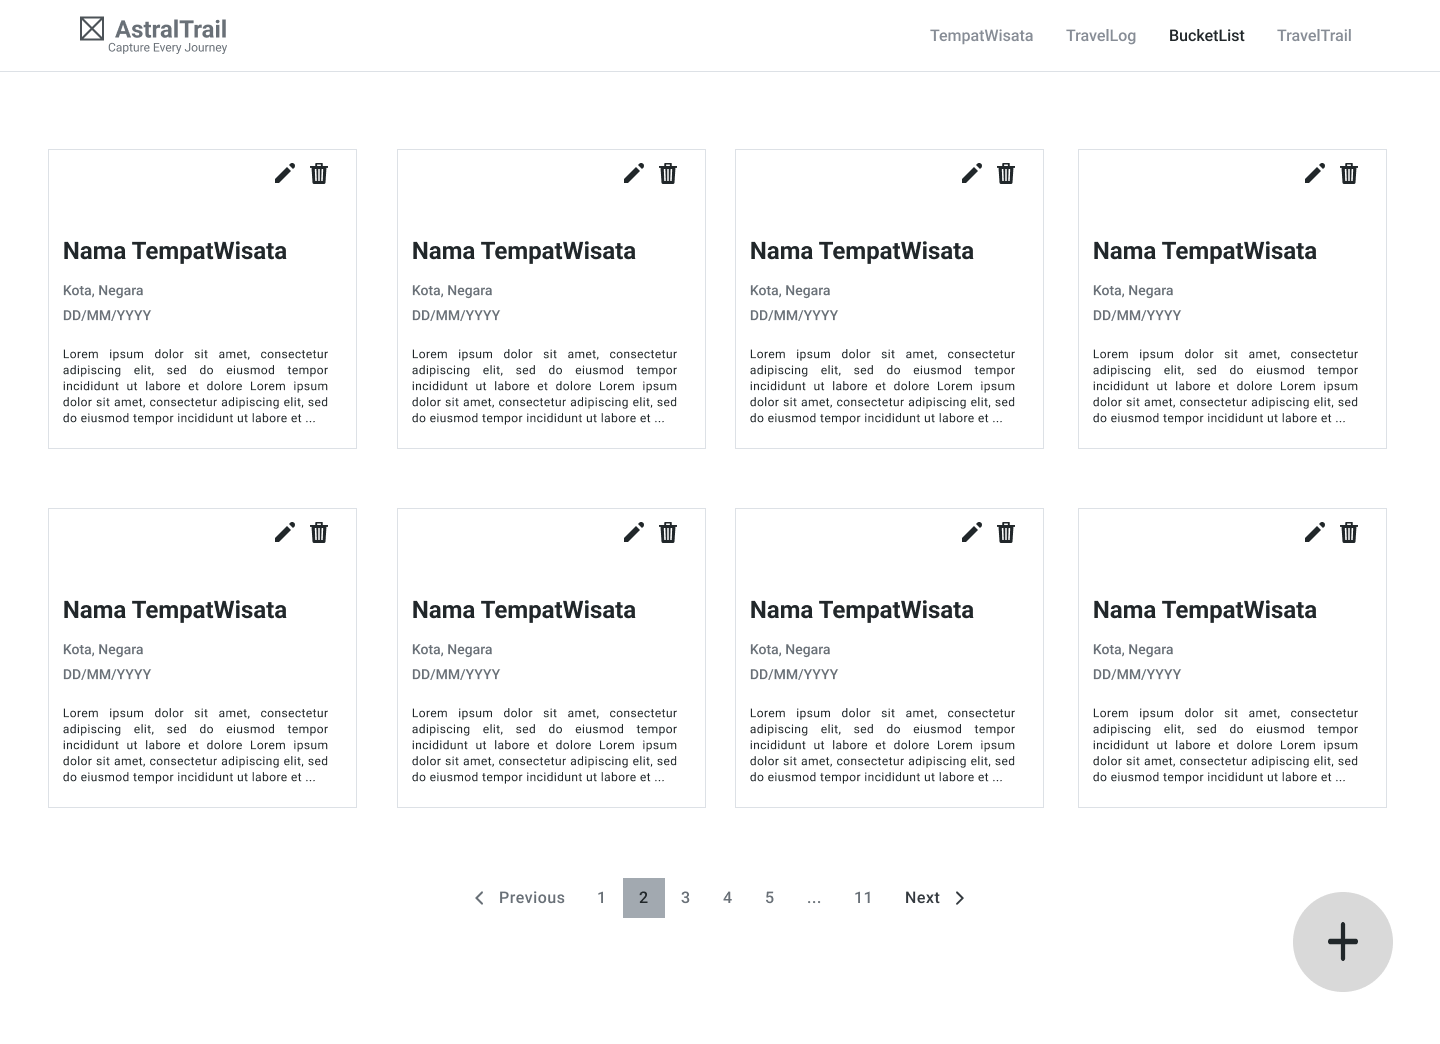 AstralTrail
Capture Every Journey
TempatWisata TravelLog BucketList TravelTrail
Nama TempatWisata
Kota, Negara
DD/MM/YYYY
Lorem ipsum dolor sit amet, consectetur
adipiscing elit, sed do eiusmod tempor
incididunt ut labore et dolore Lorem ipsum
dolor sit amet, consectetur adipiscing elit, sed
do eiusmod tempor incididunt ut labore et ...
Nama TempatWisata
Kota, Negara
DD/MM/YYYY
Lorem ipsum dolor sit amet, consectetur
adipiscing elit, sed do eiusmod tempor
incididunt ut labore et dolore Lorem ipsum
dolor sit amet, consectetur adipiscing elit, sed
do eiusmod tempor incididunt ut labore et ...
Nama TempatWisata
Kota, Negara
DD/MM/YYYY
Lorem ipsum dolor sit amet, consectetur
adipiscing elit, sed do eiusmod tempor
incididunt ut labore et dolore Lorem ipsum
dolor sit amet, consectetur adipiscing elit, sed
do eiusmod tempor incididunt ut labore et ...
Nama TempatWisata
Kota, Negara
DD/MM/YYYY
Lorem ipsum dolor sit amet, consectetur
adipiscing elit, sed do eiusmod tempor
incididunt ut labore et dolore Lorem ipsum
dolor sit amet, consectetur adipiscing elit, sed
do eiusmod tempor incididunt ut labore et ...
Nama TempatWisata
Kota, Negara
DD/MM/YYYY
Lorem ipsum dolor sit amet, consectetur
adipiscing elit, sed do eiusmod tempor
incididunt ut labore et dolore Lorem ipsum
dolor sit amet, consectetur adipiscing elit, sed
do eiusmod tempor incididunt ut labore et ...
Nama TempatWisata
Kota, Negara
DD/MM/YYYY
Lorem ipsum dolor sit amet, consectetur
adipiscing elit, sed do eiusmod tempor
incididunt ut labore et dolore Lorem ipsum
dolor sit amet, consectetur adipiscing elit, sed
do eiusmod tempor incididunt ut labore et ...
Nama TempatWisata
Kota, Negara
DD/MM/YYYY
Lorem ipsum dolor sit amet, consectetur
adipiscing elit, sed do eiusmod tempor
incididunt ut labore et dolore Lorem ipsum
dolor sit amet, consectetur adipiscing elit, sed
do eiusmod tempor incididunt ut labore et ...
Nama TempatWisata
Kota, Negara
DD/MM/YYYY
Lorem ipsum dolor sit amet, consectetur
adipiscing elit, sed do eiusmod tempor
incididunt ut labore et dolore Lorem ipsum
dolor sit amet, consectetur adipiscing elit, sed
do eiusmod tempor incididunt ut labore et ...
Previous 1 2 3 4 5 ... 11 Next